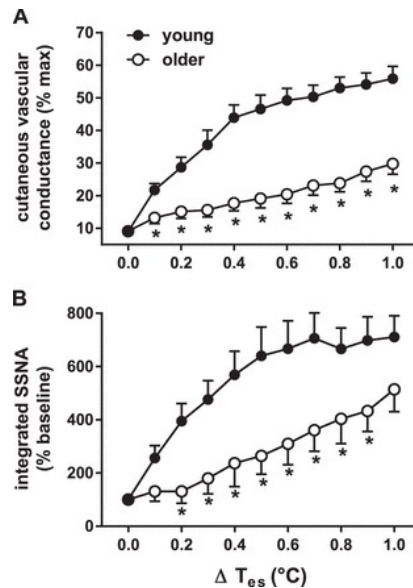 A
young
older
cutaneous vascular
conductance (% max)
70
60
50
40
30
20
10
* * * * * * * * * *
0.0 0.2 0.4 0.6 0.8 1.0
B
integrated SSNA
(% baseline)
800
600
400
200
0
* * * * * * * *
0.0 0.2 0.4 0.6 0.8 1.0
Δ Tes (°C)